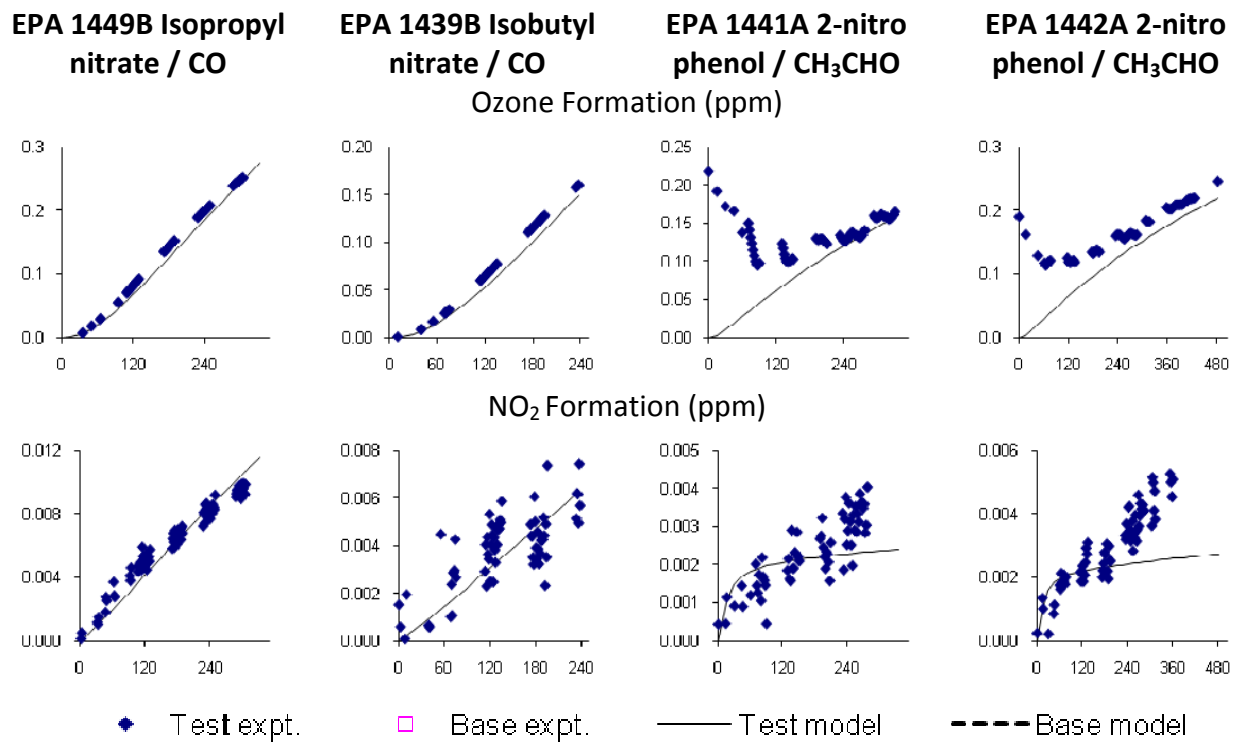 EPA 1449B Isopropyl nitrate / CO
EPA 1439B Isobutyl nitrate / CO
EPA 1441A 2-nitro phenol / CH₃CHO
EPA 1442A 2-nitro phenol / CH₃CHO
Ozone Formation (ppm)
0.3
0.2
0.1
0.0
0 120 240
0.20
0.15
0.10
0.05
0.00
0 60 120 180 240
0.25
0.20
0.15
0.10
0.05
0.00
0 120 240
0.3
0.2
0.1
0
0 120 240 360 480
NO₂ Formation (ppm)
0.012
0.008
0.004
0.000
0 120 240
0.008
0.006
0.004
0.002
0.000
0 60 120 180 240
0.005
0.004
0.003
0.002
0.001
0.000
0 120 240
0.006
0.004
0.002
0.000
0 120 240 360 480
Test expt.
Base expt.
Test model
Base model